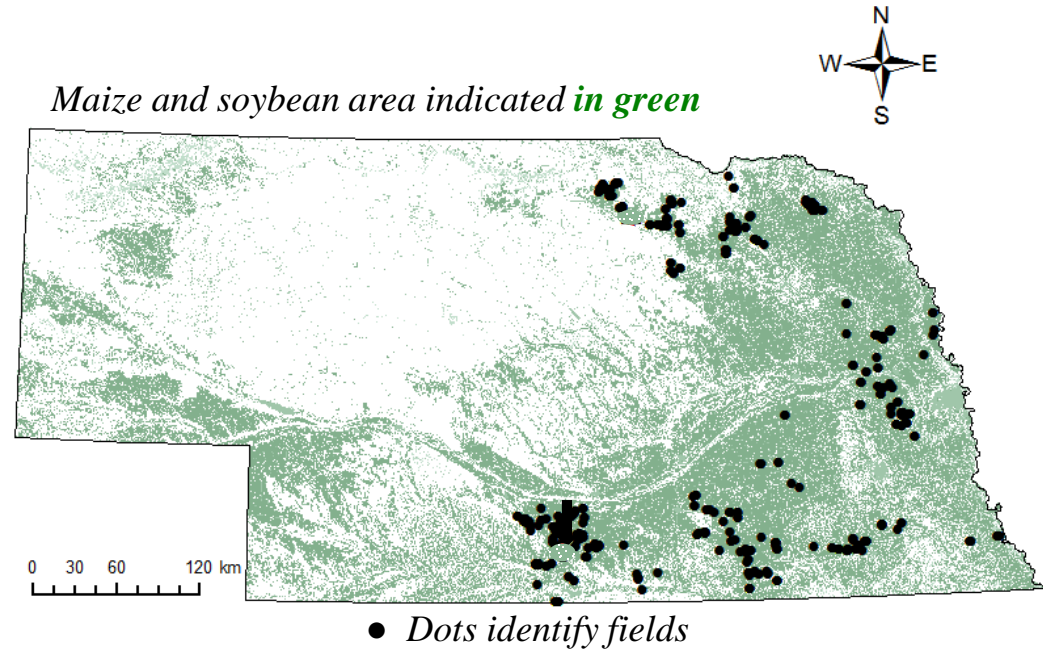 N
W E
S
Maize and soybean area indicated in green
0 30 60 120 km
Dots identify fields